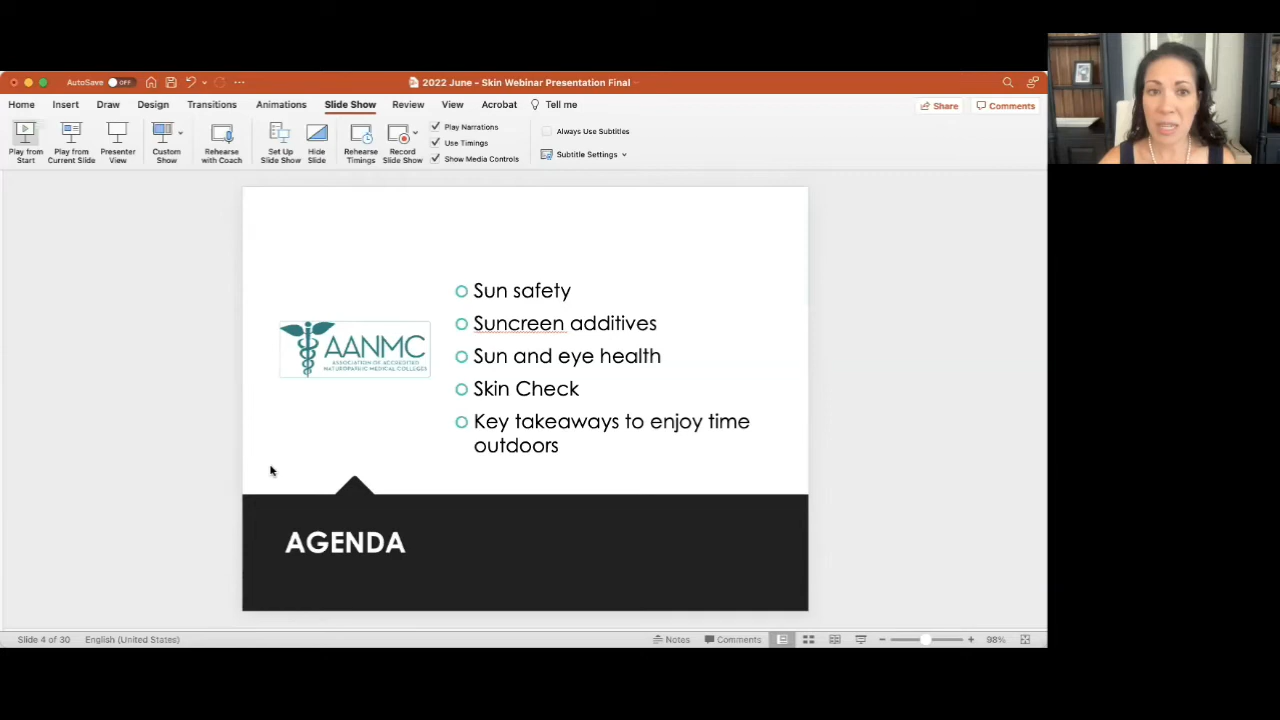 AutoSave OFF
2022 June - Skin Webinar Presentation Final
Home Insert Draw Design Transitions Animations Slide Show Review View Acrobat Tell me
Share Comments
Play from Start
Play from Current Slide
Presenter View
Custom Show
Rehearse with Coach
Set Up Slide Show
Hide Slide
Rehearse Timings
Record Slide Show
Play Narrations
Use Timings
Show Media Controls
Always Use Subtitles
Subtitle Settings
AANMC
ASSOCIATION OF ACCREDITED
NATUROPATHIC MEDICAL COLLEGES
Sun safety
Suncreen additives
Sun and eye health
Skin Check
Key takeaways to enjoy time
outdoors
AGENDA
Slide 4 of 30 English (United States) Notes Comments 98%